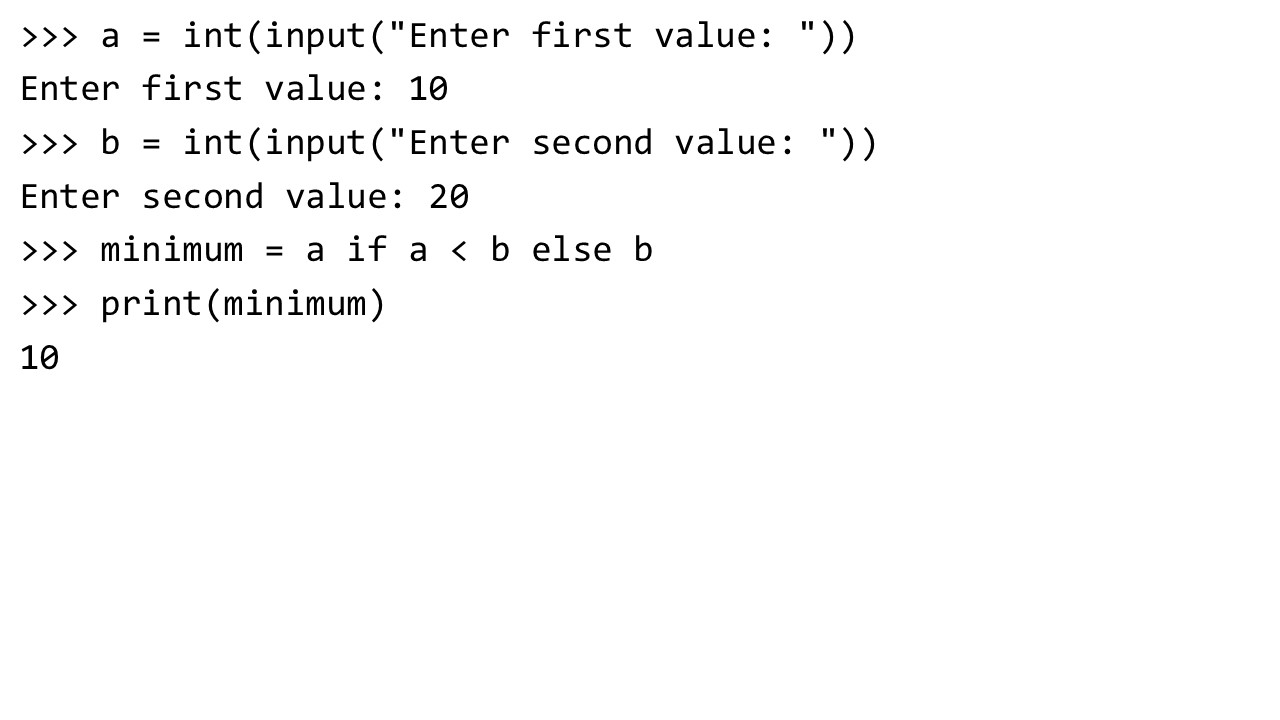 >>> a = int(input("Enter first value: "))
Enter first value: 10
>>> b = int(input("Enter second value: "))
Enter second value: 20
>>> minimum = a if a < b else b
>>> print(minimum)
10